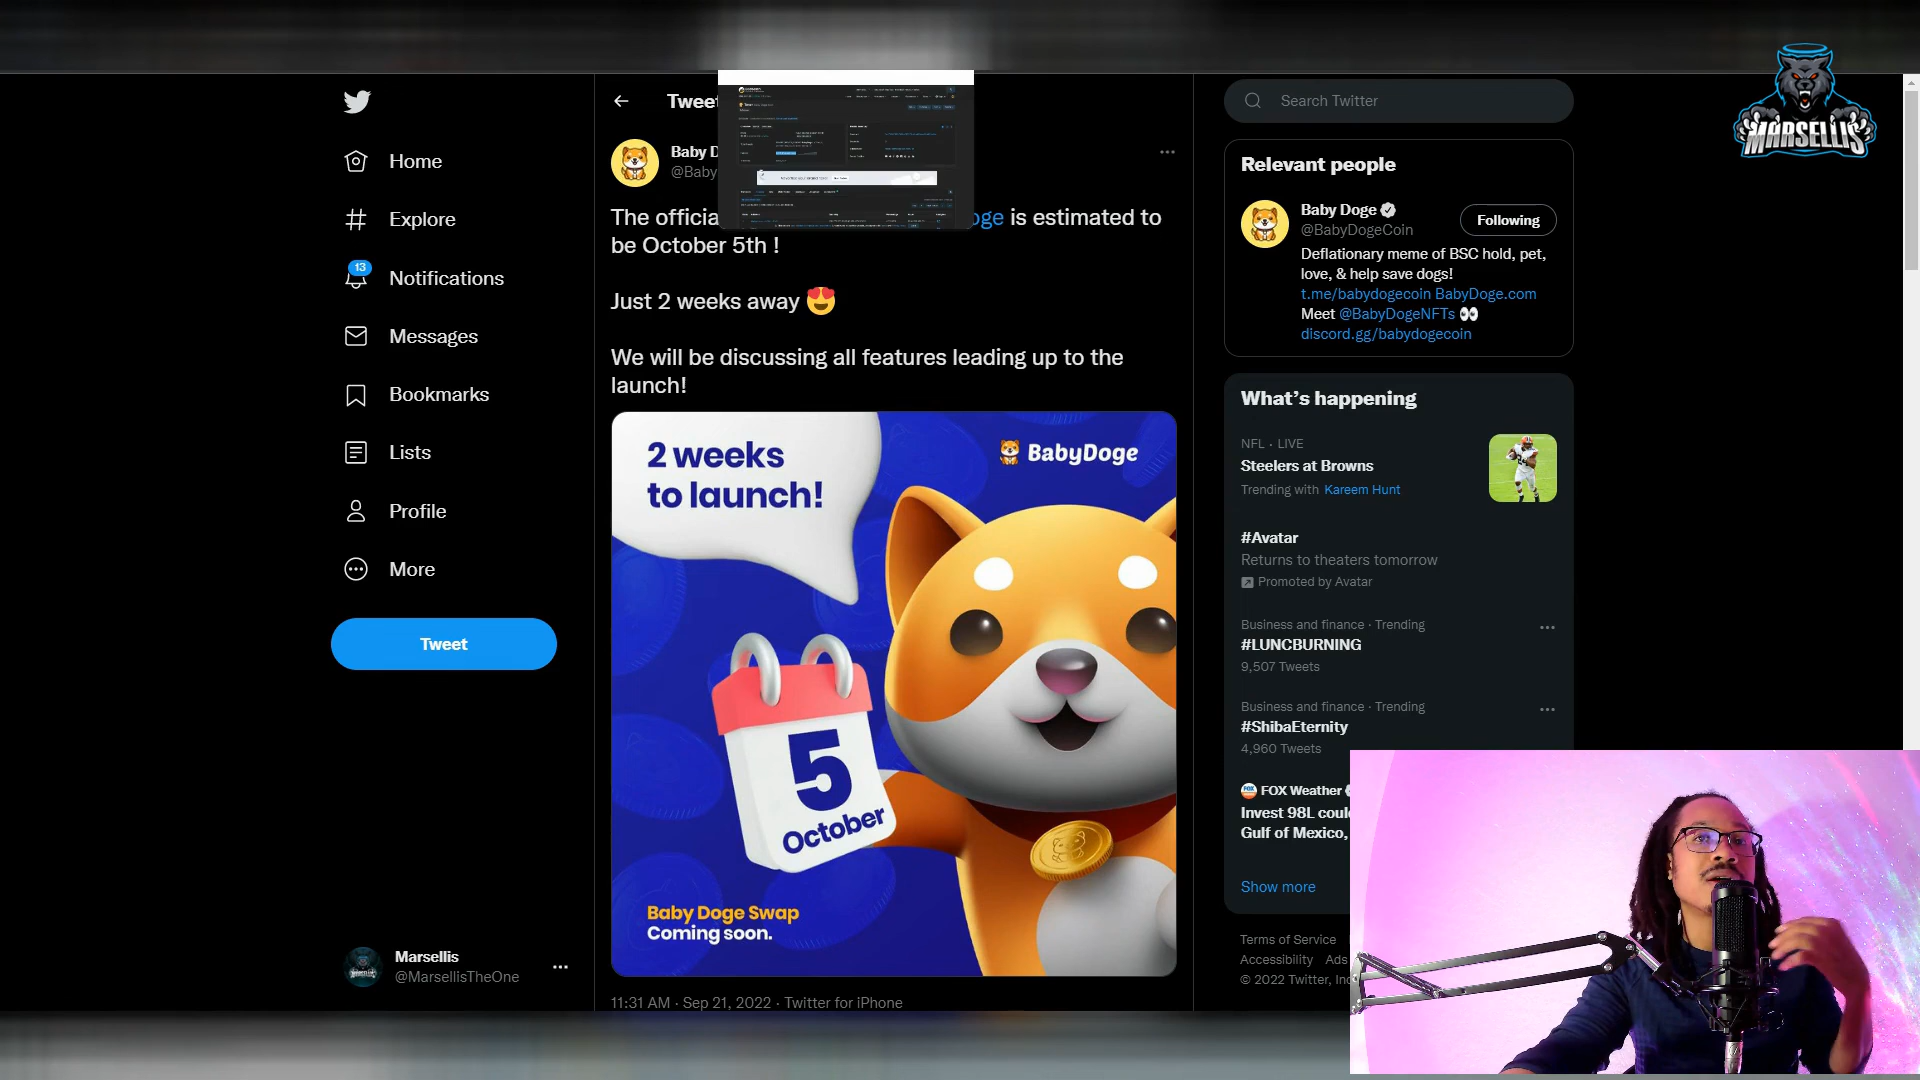 MARSELLIS
Home
Explore
13
Notifications
Messages
Bookmarks
Lists
Profile
More
Tweet
Marsellis
@MarsellisTheOne
Tweet
Baby D
@Baby
The officia oge is estimated to
be October 5th !
Just 2 weeks away 😍
We will be discussing all features leading up to the
launch!
2 weeks
to launch!
BabyDoge
5
October
Baby Doge Swap
Coming soon.
11:31 AM · Sep 21, 2022 · Twitter for iPhone
Search Twitter
Relevant people
Baby Doge
@BabyDogeCoin
Following
Deflationary meme of BSC hold, pet,
love, & help save dogs!
t.me/babydogecoin BabyDoge.com
Meet @BabyDogeNFTs 👀
discord.gg/babydogecoin
What's happening
NFL · LIVE
Steelers at Browns
Trending with Kareem Hunt
#Avatar
Returns to theaters tomorrow
Promoted by Avatar
Business and finance · Trending
#LUNCBURNING
9,507 Tweets
Business and finance · Trending
#ShibaEternity
4,960 Tweets
FOX Weather
Invest 98L coul
Gulf of Mexico,
Show more
Terms of Service
Accessibility Ads
© 2022 Twitter, Inc